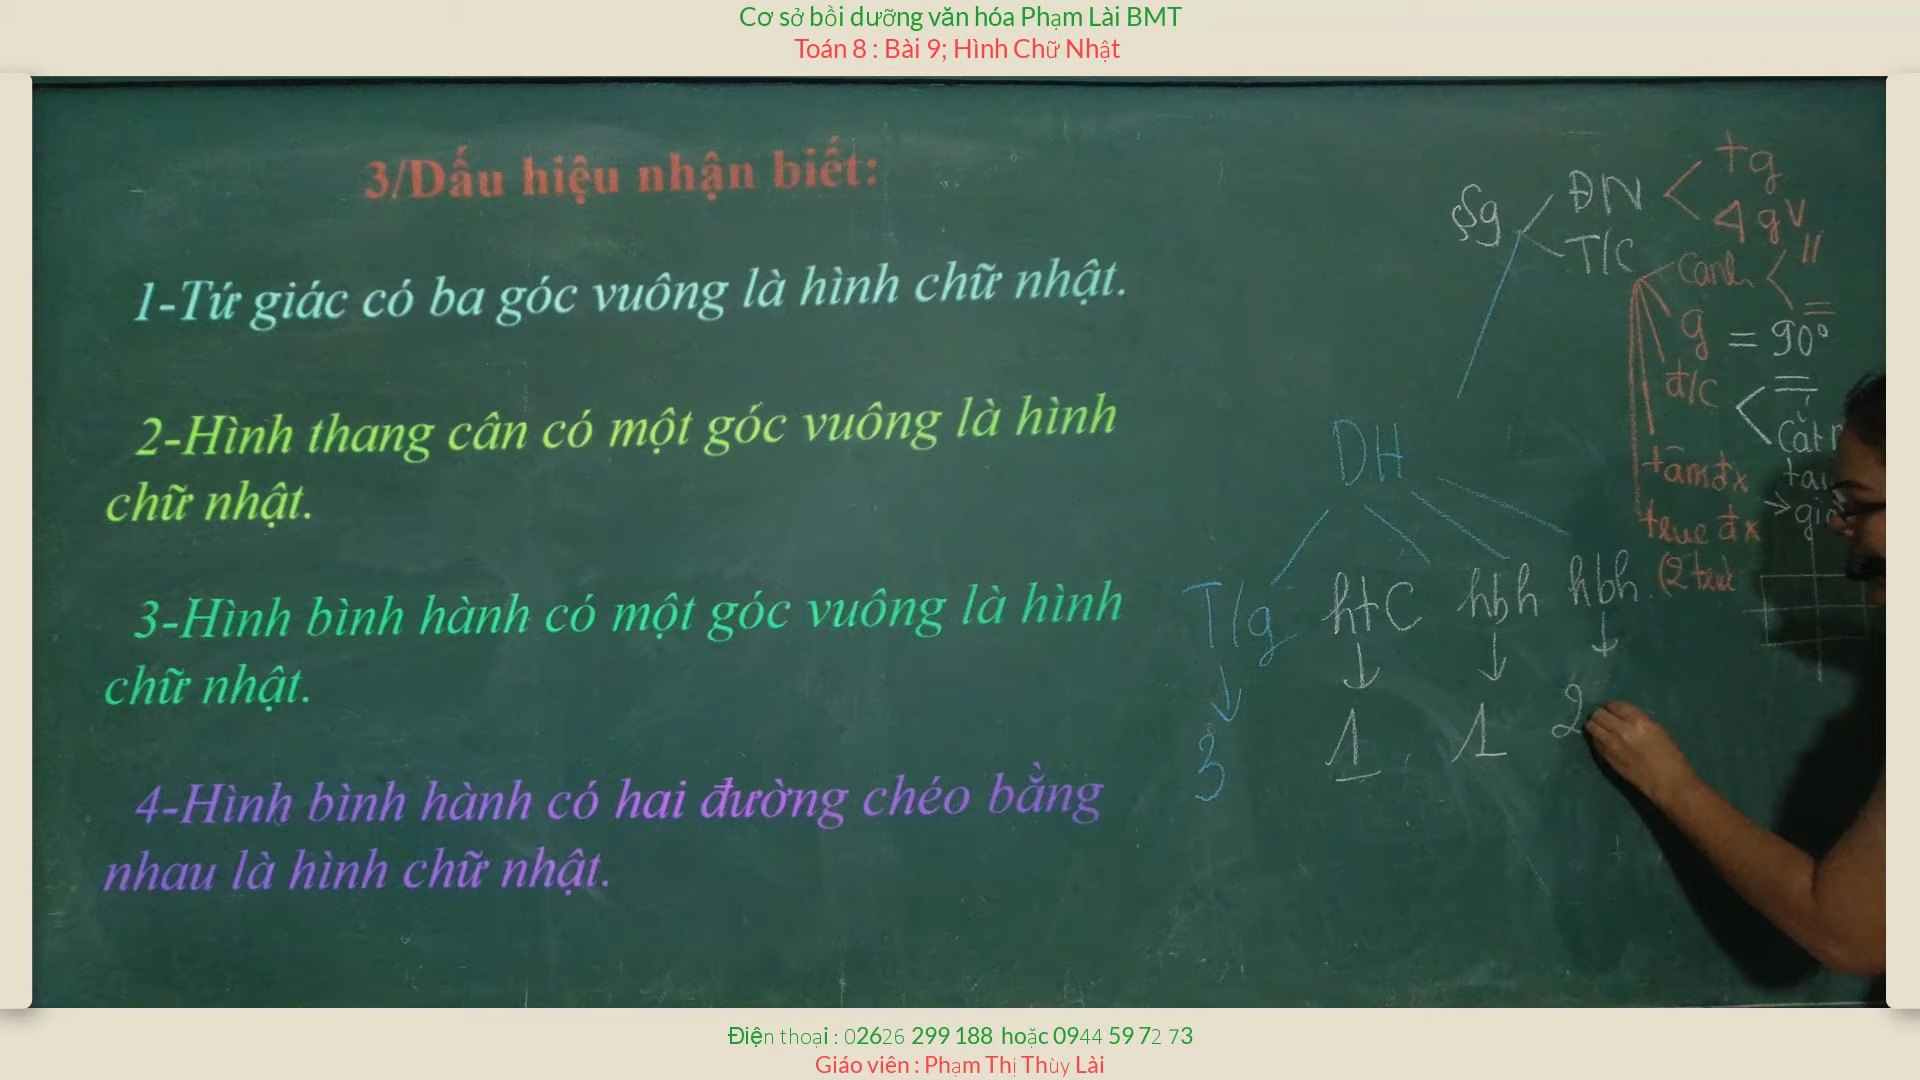 Cơ sở bồi dưỡng văn hóa Phạm Lài BMT
Toán 8 : Bài 9; Hình Chữ Nhật
3/Dấu hiệu nhận biết:
1-Tứ giác có ba góc vuông là hình chữ nhật.
2-Hình thang cân có một góc vuông là hình
chữ nhật.
3-Hình bình hành có một góc vuông là hình
chữ nhật.
4-Hình bình hành có hai đường chéo bằng
nhau là hình chữ nhật.
ĐN
tg
4 g V
T/C
cạnh
//
=
g = 90°
đ/c
=
Cắt
tâm đx
trục đx
(2 trục
DH
T/g htC hbh hbh
3 1 1 2
Điện thoại : 02626 299 188 hoặc 0944 59 72 73
Giáo viên : Phạm Thị Thùy Lài